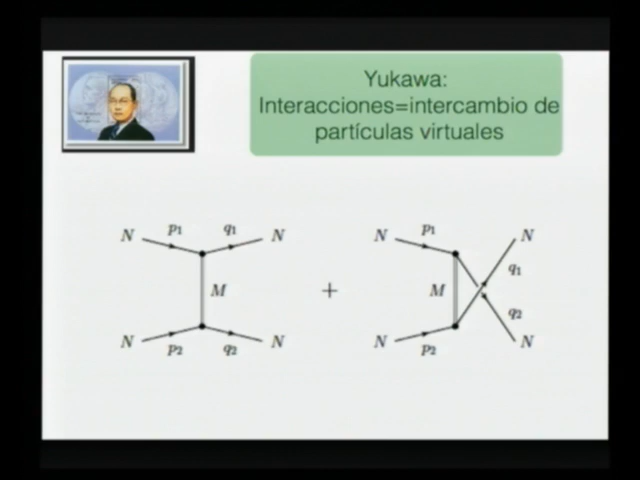 Yukawa:
Interacciones=intercambio de
partículas virtuales
N p1 q1 N
M
N p2 q2 N
+
N p1 N
q1
M
q2
N p2 N